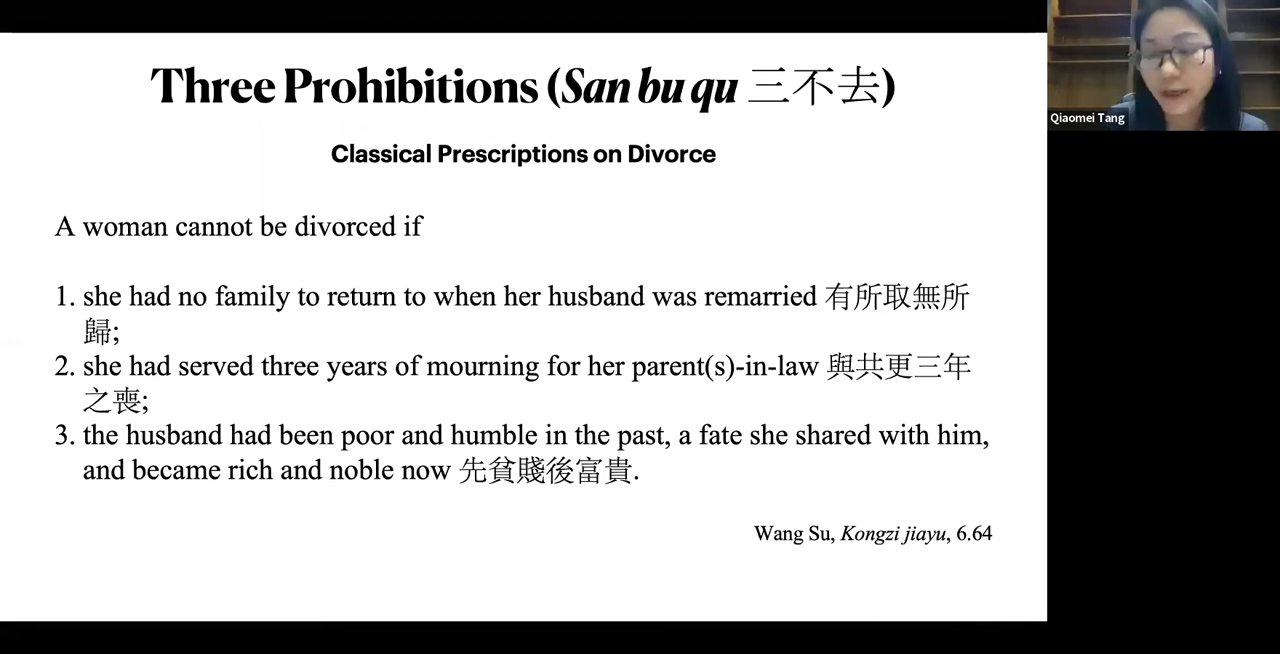 Three Prohibitions (San bu qu 三不去)
Classical Prescriptions on Divorce
A woman cannot be divorced if
1. she had no family to return to when her husband was remarried 有所取無所
歸;
2. she had served three years of mourning for her parent(s)-in-law 與共更三年
之喪;
3. the husband had been poor and humble in the past, a fate she shared with him,
and became rich and noble now 先貧賤後富貴.
Wang Su, Kongzi jiayu, 6.64
Qiaomei Tang